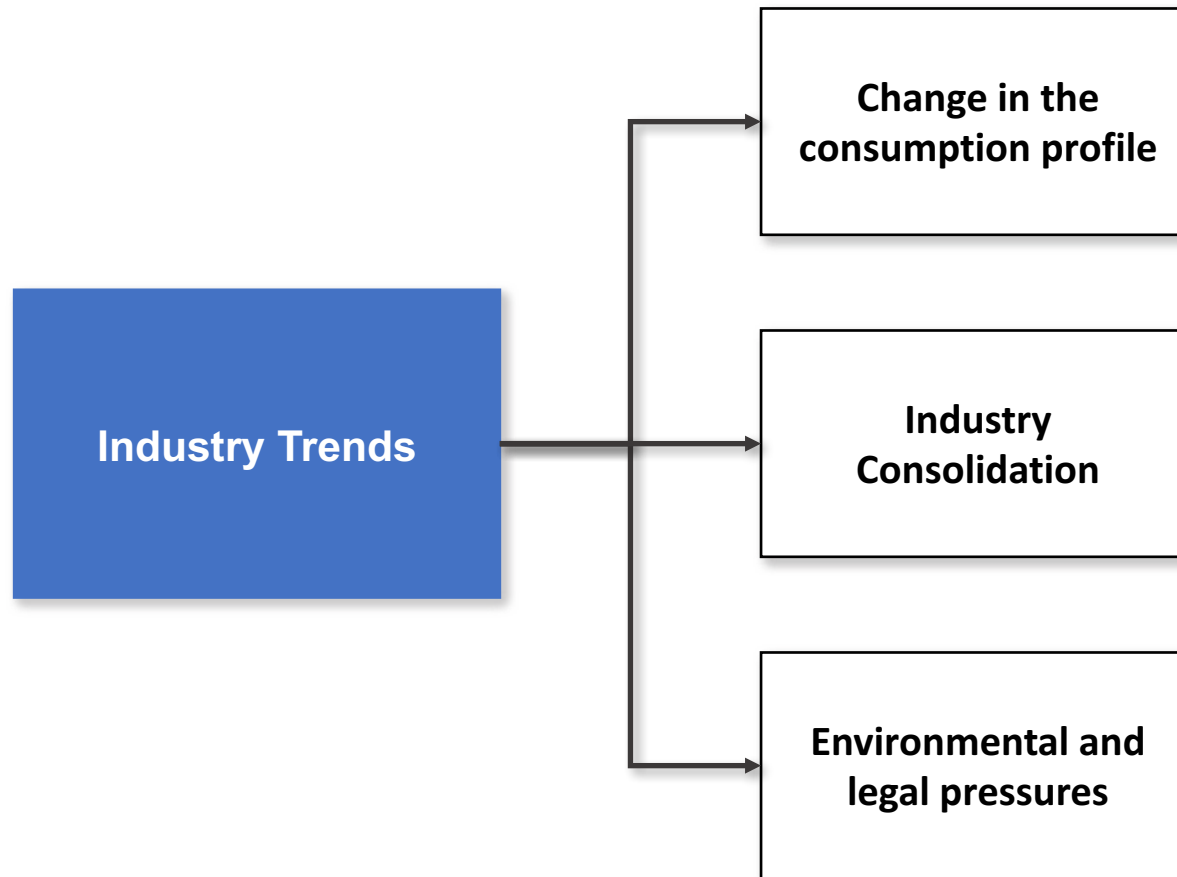 Change in the
consumption profile
Industry Trends
Industry
Consolidation
Environmental and
legal pressures